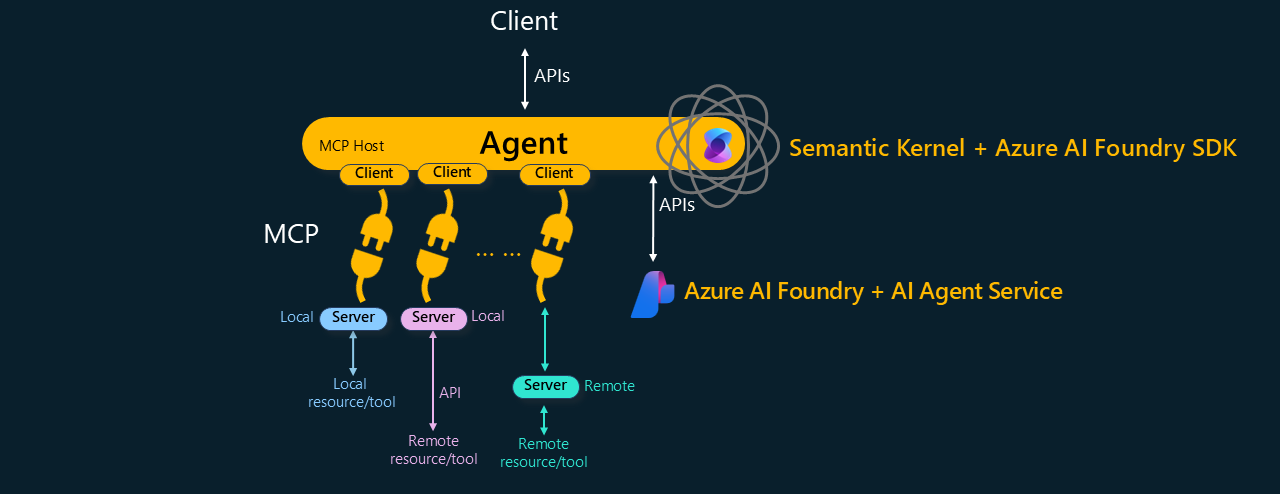 Client
APIs
MCP Host
Agent
Semantic Kernel + Azure AI Foundry SDK
Client
Client
Client
APIs
MCP
... ...
Azure AI Foundry + AI Agent Service
Local
Server
Server
Local
Local
resource/tool
API
Server
Remote
Remote
resource/tool
Remote
resource/tool